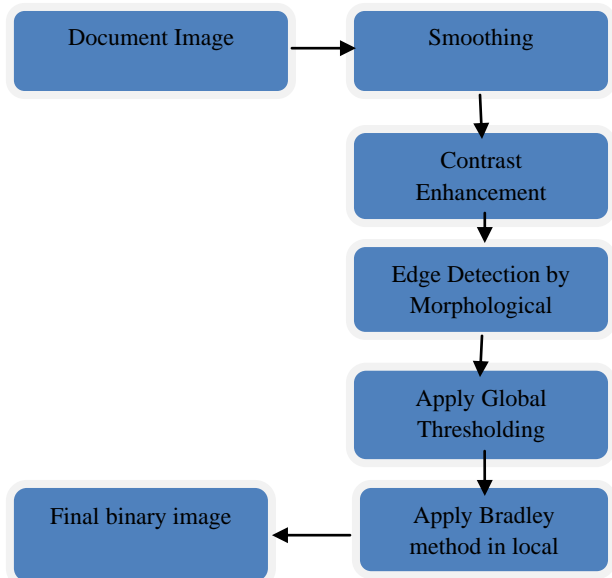 Document Image
Smoothing
Contrast
Enhancement
Edge Detection by
Morphological
Apply Global
Thresholding
Apply Bradley
method in local
Final binary image